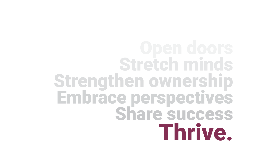 Open doors
Stretch minds
Strengthen ownership
Embrace perspectives
Share success
Thrive.